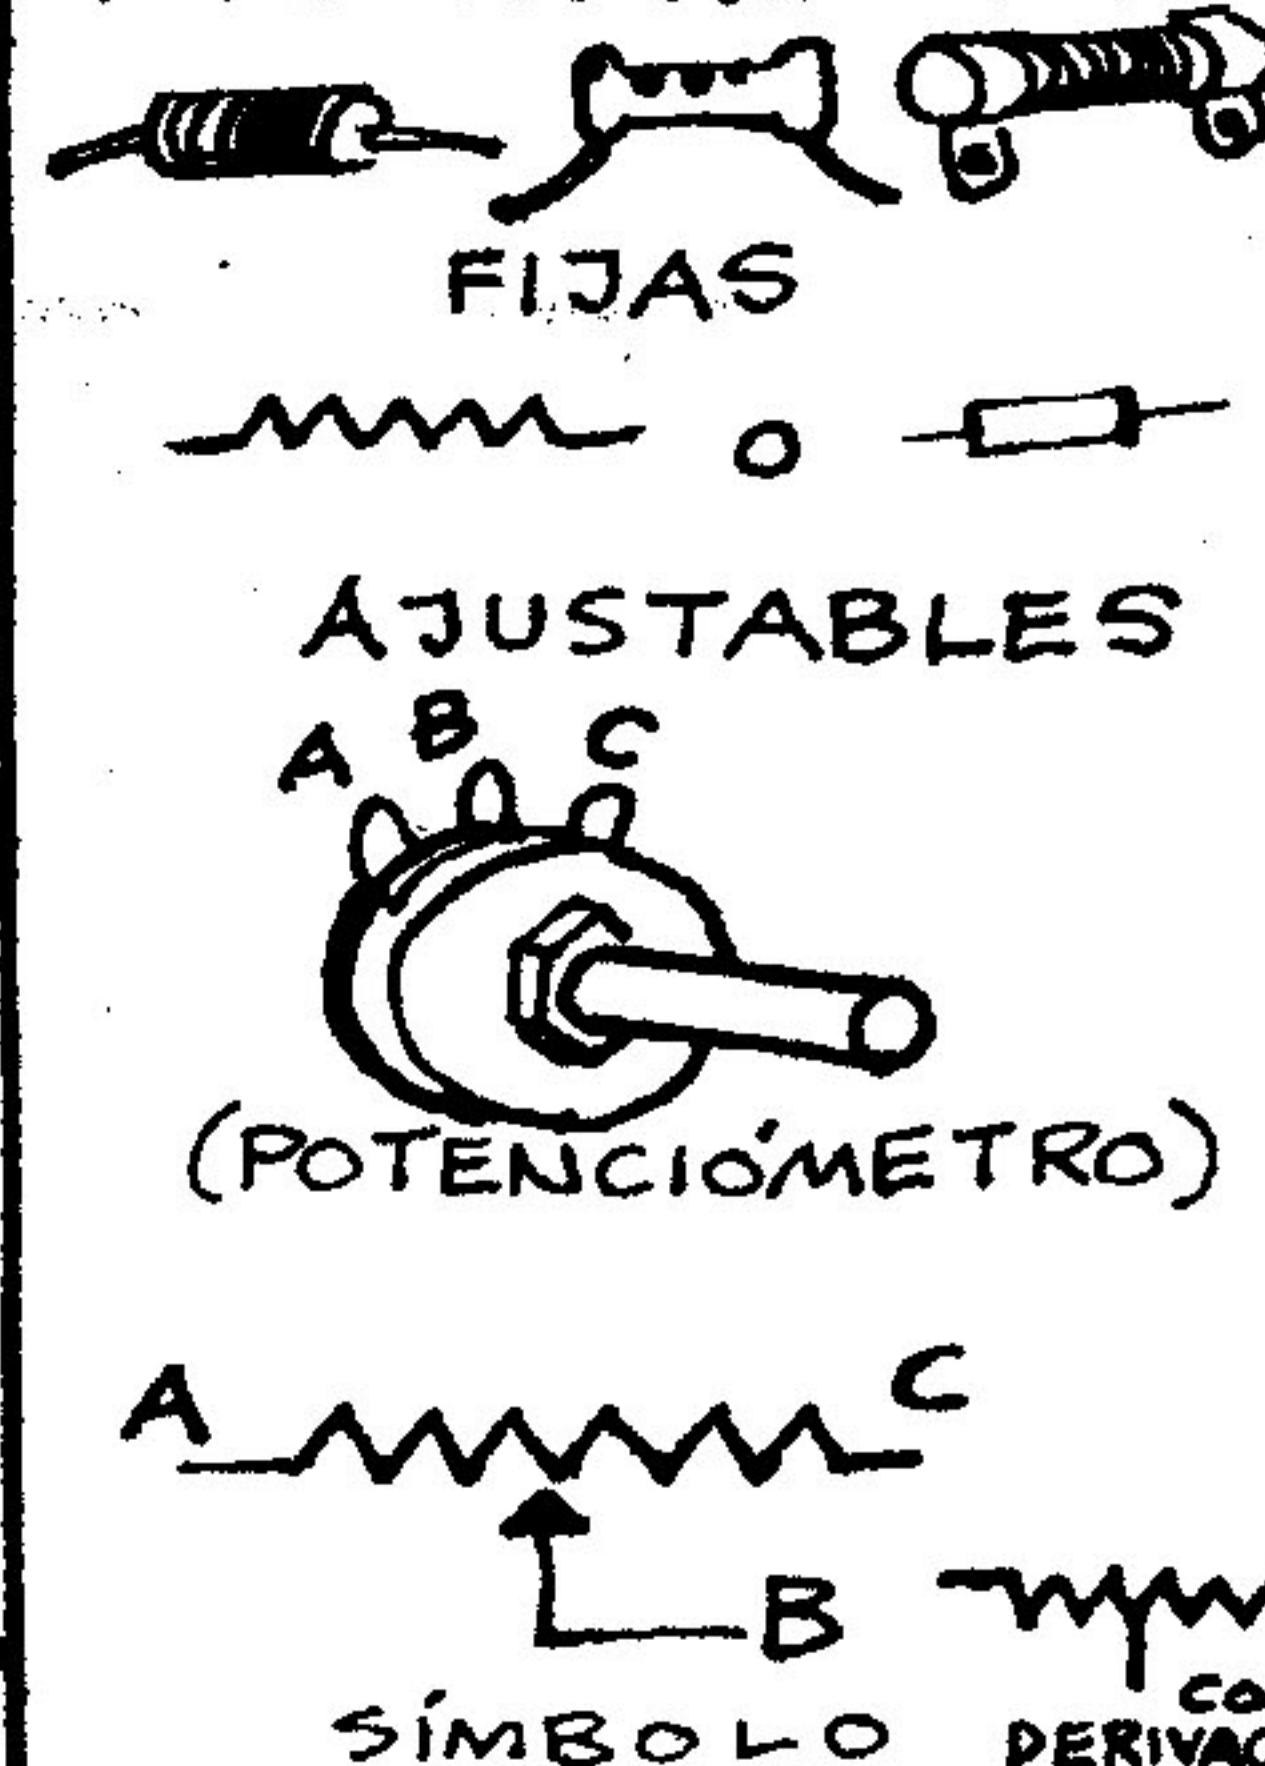 FIJAS
O
AJUSTABLES
A B C
(POTENCIÓMETRO)
A C
B
SÍMBOLO